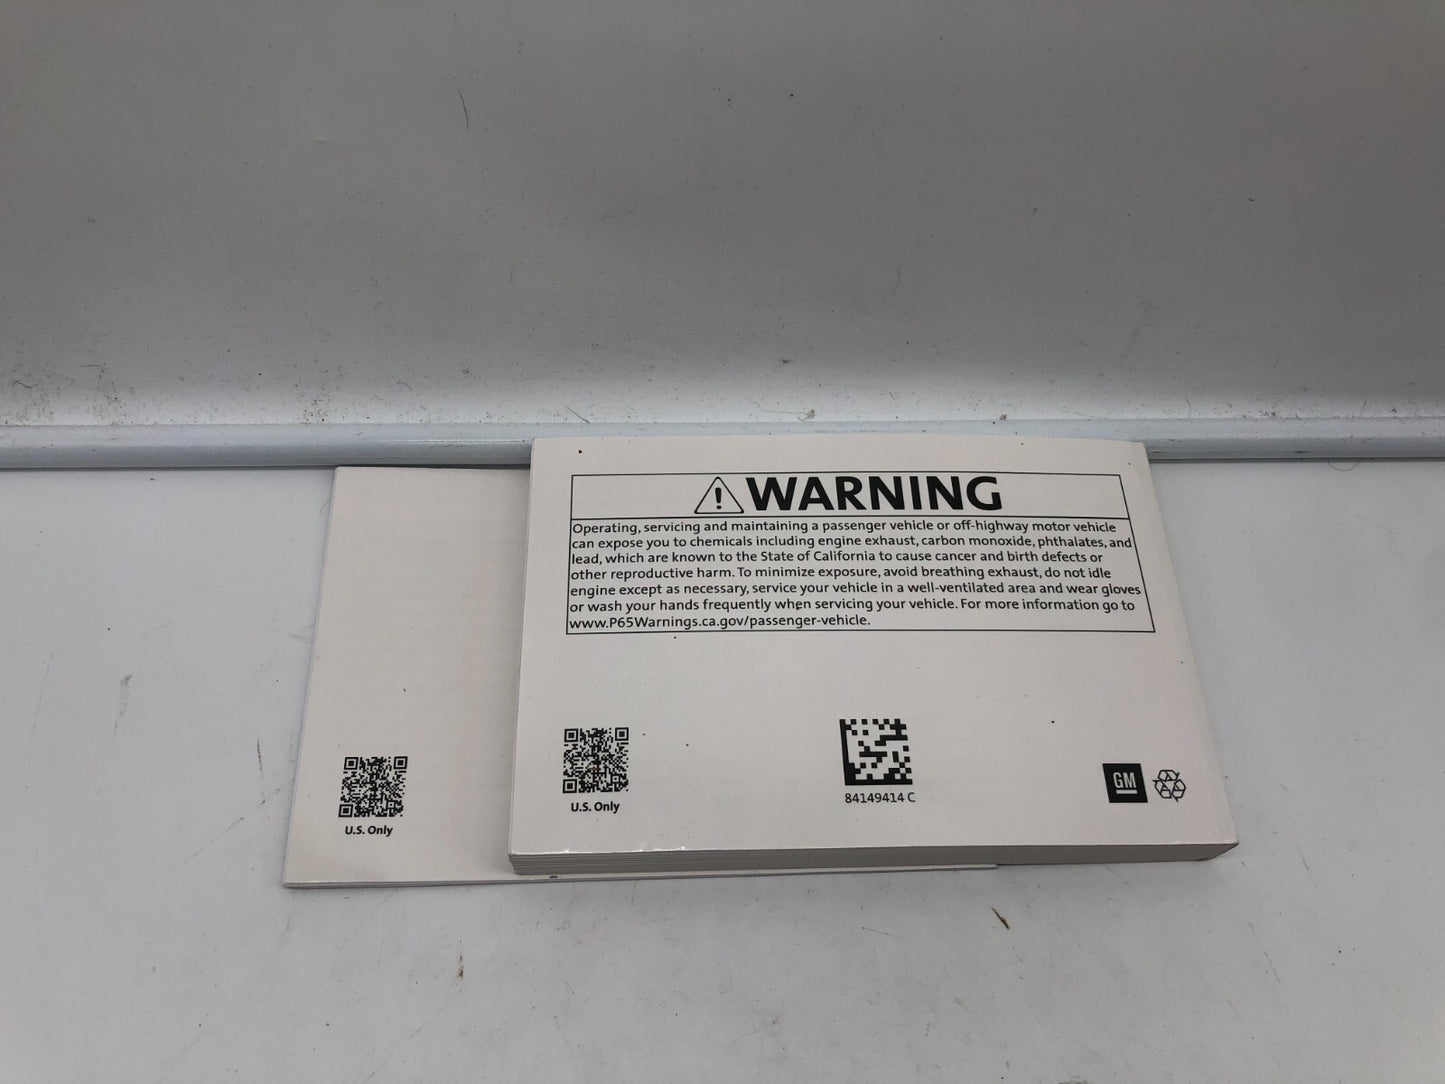 WARNING
Operating, servicing and maintaining a passenger vehicle or off-highway motor vehicle
can expose you to chemicals including engine exhaust, carbon monoxide, phthalates, and
lead, which are known to the State of California to cause cancer and birth defects or
other reproductive harm. To minimize exposure, avoid breathing exhaust, do not idle
engine except as necessary, service your vehicle in a well-ventilated area and wear gloves
or wash your hands frequently when servicing your vehicle. For more information go to
www.P65Warnings.ca.gov/passenger-vehicle.
U.S. Only
U.S. Only
84149414 C
GM